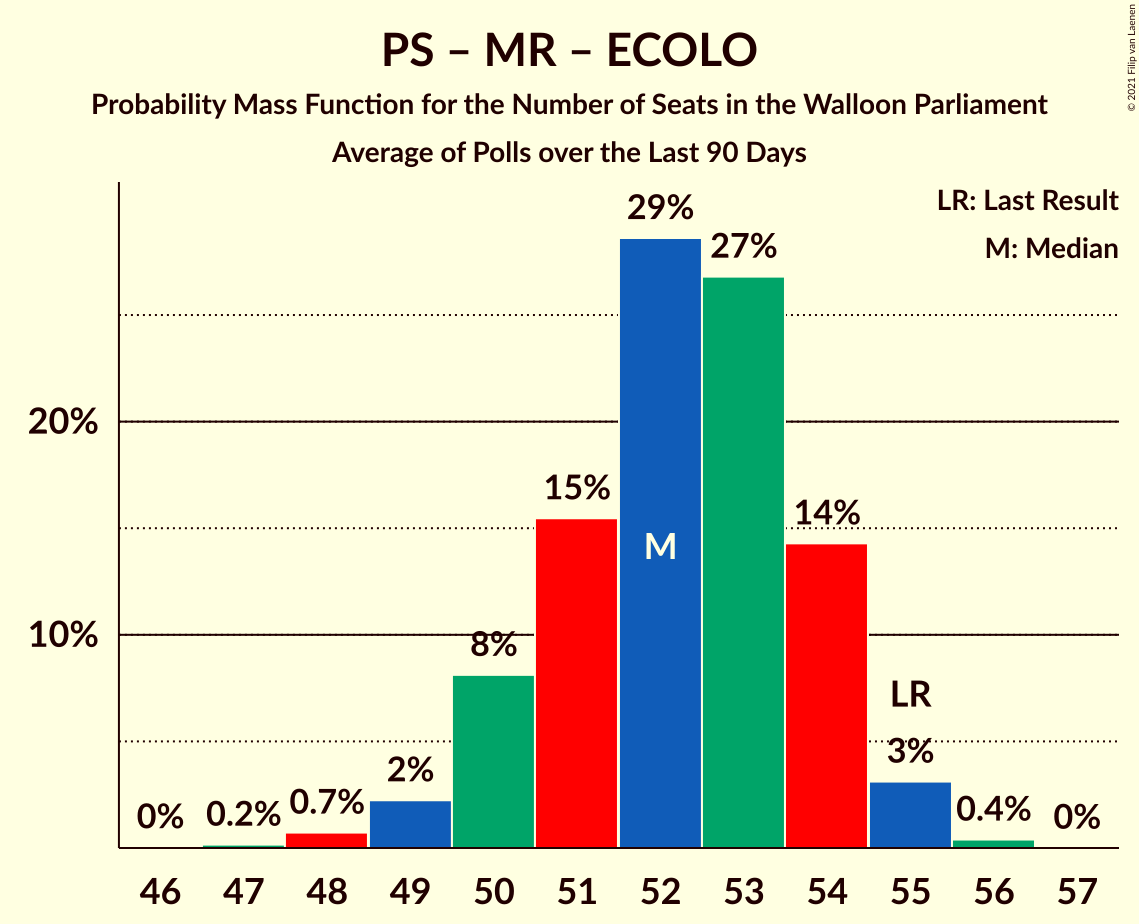 PS – MR – ECOLO
Probability Mass Function for the Number of Seats in the Walloon Parliament
Average of Polls over the Last 90 Days
© 2021 Filip van Laenen
LR: Last Result
M: Median
29%
27%
20%
15%
14%
M
10%
8%
LR
3%
2%
0.7%
0.4%
0%
0.2%
0%
46 47 48 49 50 51 52 53 54 55 56 57